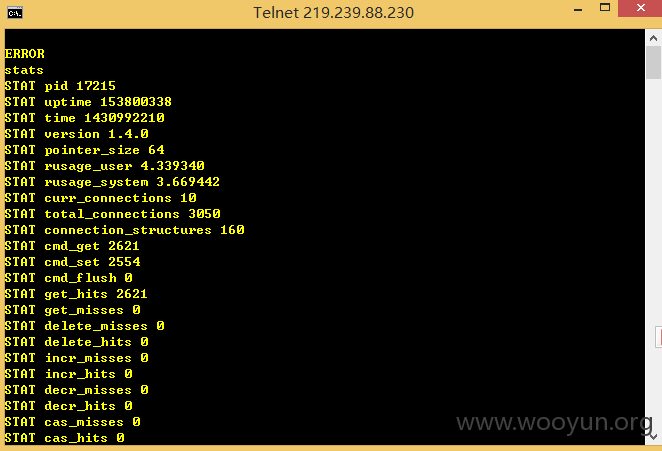 Telnet 219.239.88.230
C:\.
ERROR
stats
STAT pid 17215
STAT uptime 153800338
STAT time 1430992210
STAT version 1.4.0
STAT pointer_size 64
STAT rusage_user 4.339340
STAT rusage_system 3.669442
STAT curr_connections 10
STAT total_connections 3050
STAT connection_structures 160
STAT cmd_get 2621
STAT cmd_set 2554
STAT cmd_flush 0
STAT get_hits 2621
STAT get_misses 0
STAT delete_misses 0
STAT delete_hits 0
STAT incr_misses 0
STAT incr_hits 0
STAT decr_misses 0
STAT decr_hits 0
STAT cas_misses 0
STAT cas_hits 0
www.wooyun.org